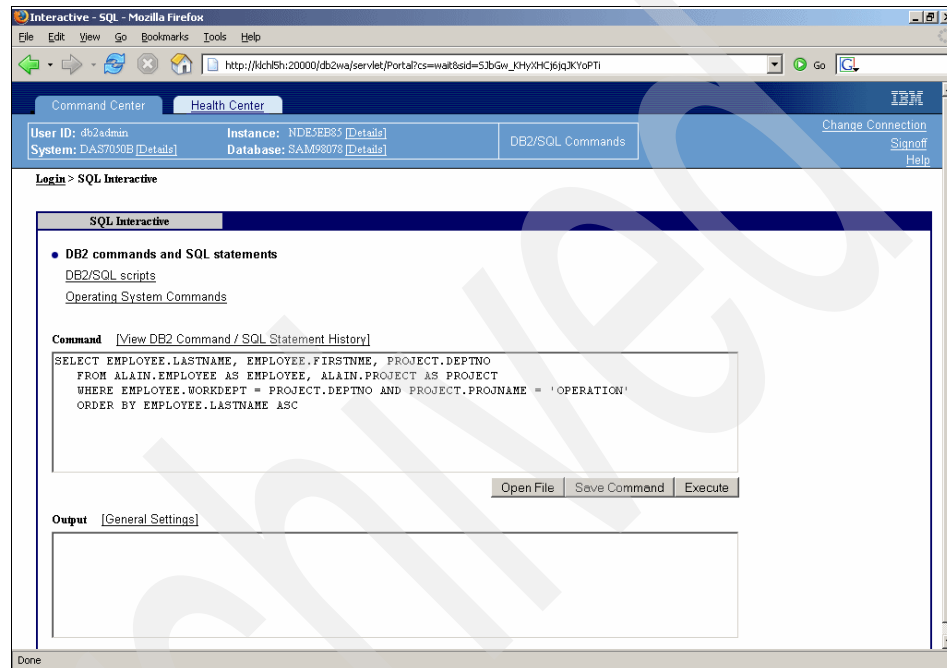 Interactive - SQL - Mozilla Firefox
File Edit View Go Bookmarks Tools Help
http://klchl5h:20000/db2wa/servlet/Portal?cs=wait&sid=SJbGw_KHyXHCj6jqJKYoPTi
Go
Command Center Health Center
IBM
User ID: db2admin Instance: NDE5EB85 [Details]
System: DAS7050B [Details] Database: SAM98078 [Details]
DB2/SQL Commands
Change Connection
Signoff
Help
Login > SQL Interactive
SQL Interactive
DB2 commands and SQL statements
DB2/SQL scripts
Operating System Commands
Command [View DB2 Command / SQL Statement History]
SELECT EMPLOYEE.LASTNAME, EMPLOYEE.FIRSTNME, PROJECT.DEPTNO
FROM ALAIN.EMPLOYEE AS EMPLOYEE, ALAIN.PROJECT AS PROJECT
WHERE EMPLOYEE.WORKDEPT = PROJECT.DEPTNO AND PROJECT.PROJNAME = 'OPERATION'
ORDER BY EMPLOYEE.LASTNAME ASC
Open File Save Command Execute
Output [General Settings]
Done